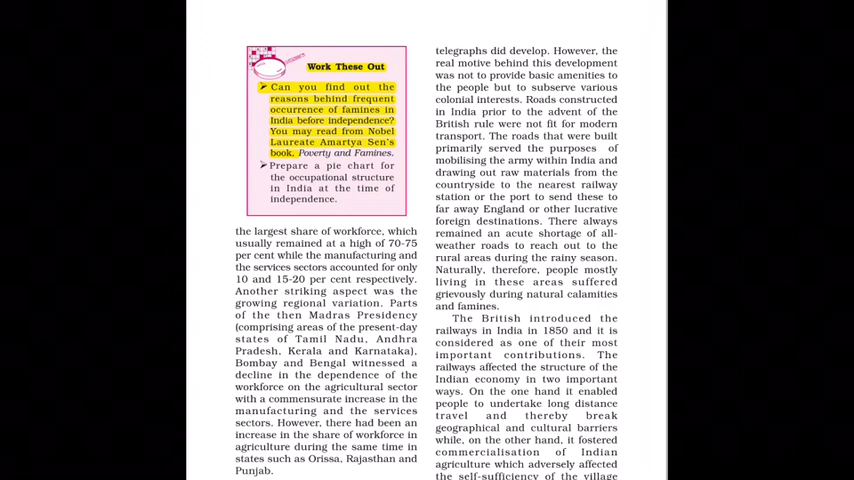 Work These Out
➤ Can you find out the
reasons behind frequent
occurrence of famines in
India before independence?
You may read from Nobel
Laureate Amartya Sen's
book, Poverty and Famines.
➤ Prepare a pie chart for
the occupational structure
in India at the time of
independence.
the largest share of workforce, which
usually remained at a high of 70-75
per cent while the manufacturing and
the services sectors accounted for only
10 and 15-20 per cent respectively.
Another striking aspect was the
growing regional variation. Parts
of the then Madras Presidency
(comprising areas of the present-day
states of Tamil Nadu, Andhra
Pradesh, Kerala and Karnataka),
Bombay and Bengal witnessed a
decline in the dependence of the
workforce on the agricultural sector
with a commensurate increase in the
manufacturing and the services
sectors. However, there had been an
increase in the share of workforce in
agriculture during the same time in
states such as Orissa, Rajasthan and
Punjab.
telegraphs did develop. However, the
real motive behind this development
was not to provide basic amenities to
the people but to subserve various
colonial interests. Roads constructed
in India prior to the advent of the
British rule were not fit for modern
transport. The roads that were built
primarily served the purposes of
mobilising the army within India and
drawing out raw materials from the
countryside to the nearest railway
station or the port to send these to
far away England or other lucrative
foreign destinations. There always
remained an acute shortage of all-
weather roads to reach out to the
rural areas during the rainy season.
Naturally, therefore, people mostly
living in these areas suffered
grievously during natural calamities
and famines.
The British introduced the
railways in India in 1850 and it is
considered as one of their most
important contributions. The
railways affected the structure of the
Indian economy in two important
ways. On the one hand it enabled
people to undertake long distance
travel and thereby break
geographical and cultural barriers
while, on the other hand, it fostered
commercialisation of Indian
agriculture which adversely affected
the self-sufficiency of the village